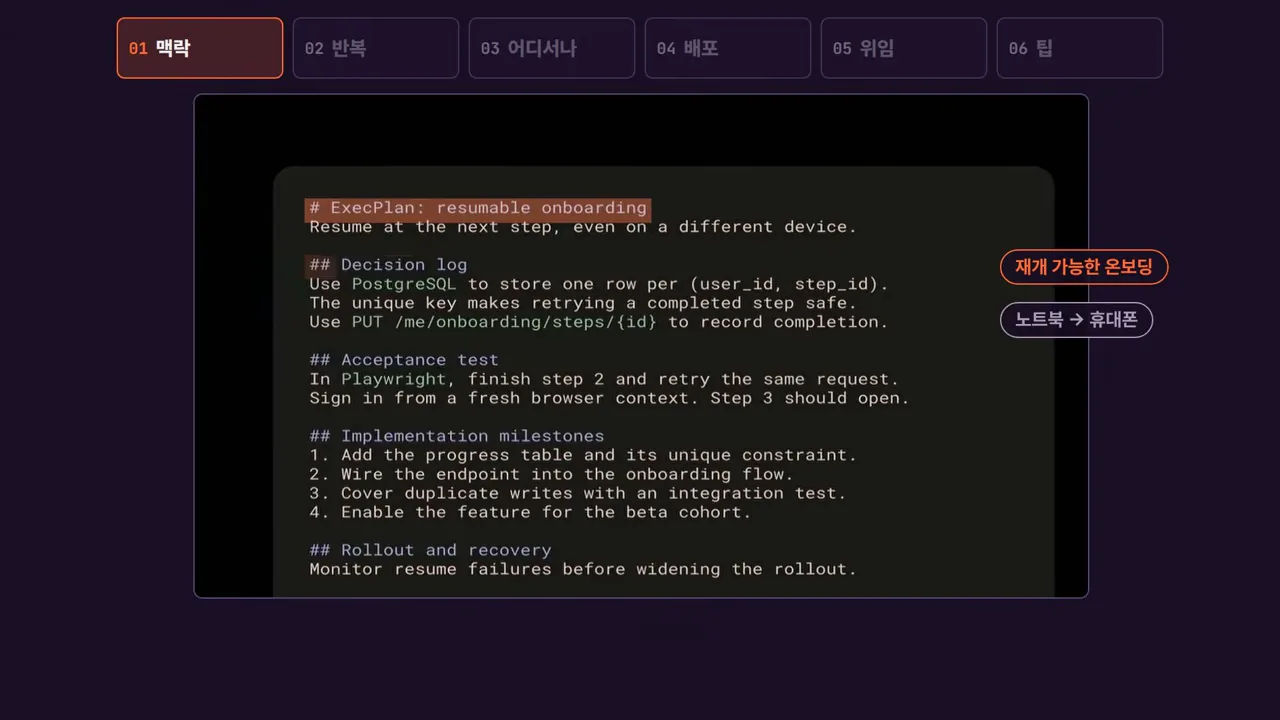 01 맥락
02 반복
03 어디서나
04 배포
05 위임
06 팁
# ExecPlan: resumable onboarding
Resume at the next step, even on a different device.
## Decision log
Use PostgreSQL to store one row per (user_id, step_id).
The unique key makes retrying a completed step safe.
Use PUT /me/onboarding/steps/{id} to record completion.
재개 가능한 온보딩
노트북 → 휴대폰
## Acceptance test
In Playwright, finish step 2 and retry the same request.
Sign in from a fresh browser context. Step 3 should open.
## Implementation milestones
1. Add the progress table and its unique constraint.
2. Wire the endpoint into the onboarding flow.
3. Cover duplicate writes with an integration test.
4. Enable the feature for the beta cohort.
## Rollout and recovery
Monitor resume failures before widening the rollout.